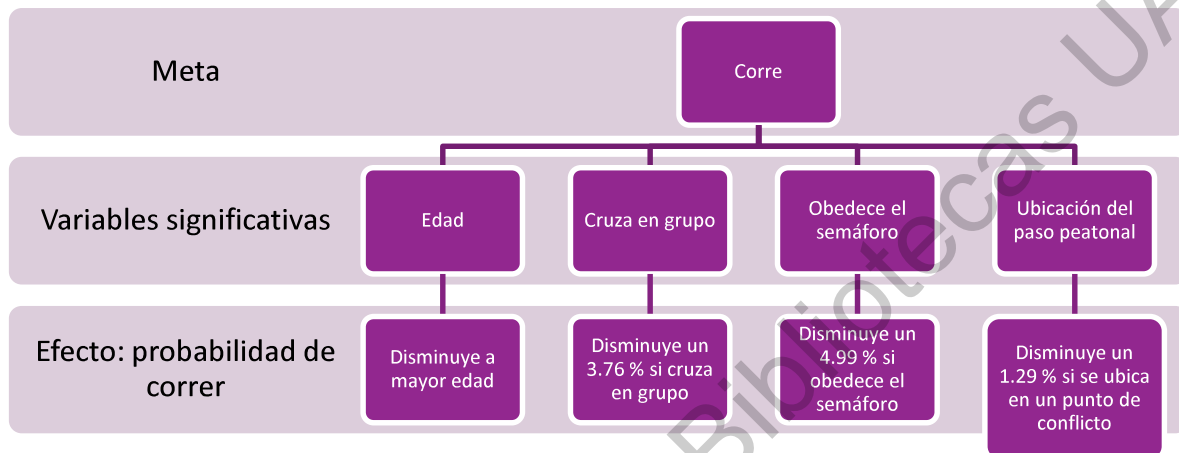 Meta
Corre
Variables significativas
Edad
Cruza en grupo
Obedece el
semáforo
Ubicación del
paso peatonal
Efecto: probabilidad de
correr
Disminuye a
mayor edad
Disminuye un
3.76 % si cruza
en grupo
Disminuye un
4.99 % si
obedece el
semáforo
Disminuye un
1.29 % si se ubica
en un punto de
conflicto
Bibliotecas